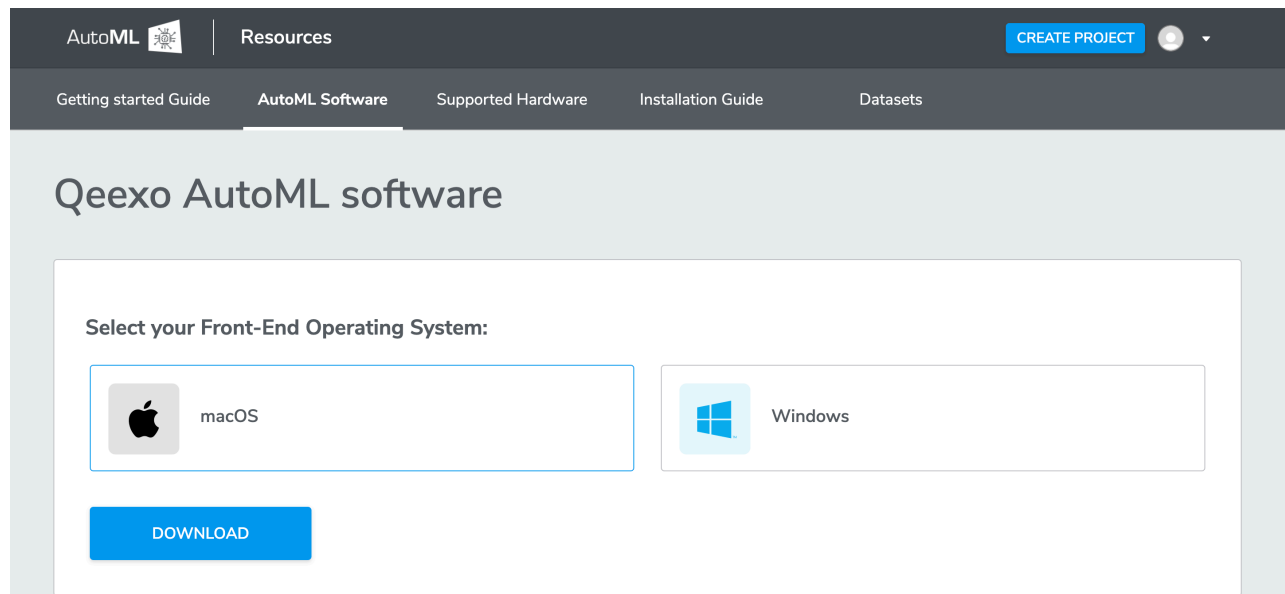 AutoML Resources CREATE PROJECT
Getting started Guide AutoML Software Supported Hardware Installation Guide Datasets
Qeexo AutoML software
Select your Front-End Operating System:
macOS Windows
DOWNLOAD